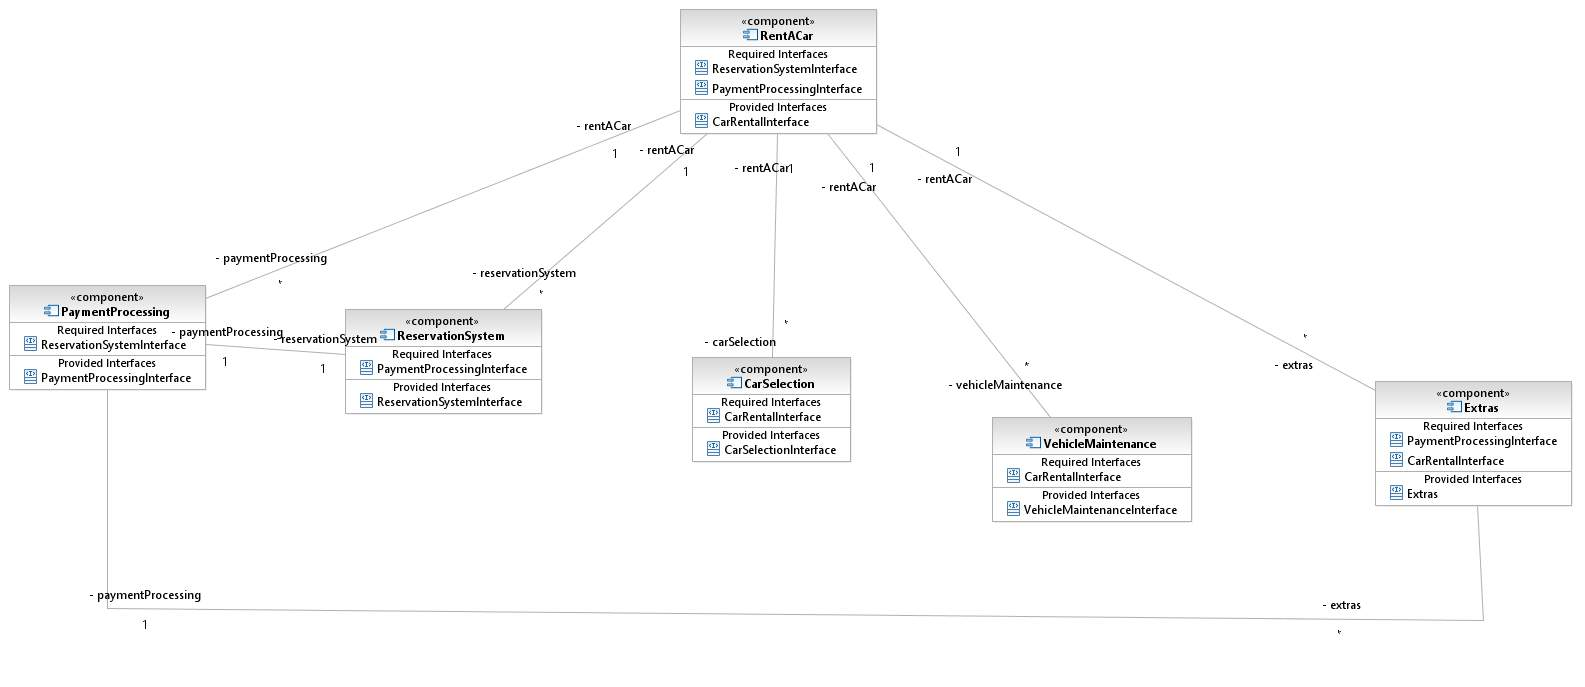 «component»
RentACar
Required Interfaces
ReservationSystemInterface
PaymentProcessingInterface
Provided Interfaces
CarRentalInterface
- rentACar
1
- rentACar
1
- rentACar
1
- rentACar
1
- rentACar
1
- paymentProcessing
*
- reservationSystem
*
- carSelection
*
- vehicleMaintenance
*
- extras
*
«component»
PaymentProcessing
Required Interfaces
ReservationSystemInterface
Provided Interfaces
PaymentProcessingInterface
- paymentProcessing
1
- reservationSystem
1
«component»
ReservationSystem
Required Interfaces
PaymentProcessingInterface
Provided Interfaces
ReservationSystemInterface
«component»
CarSelection
Required Interfaces
CarRentalInterface
Provided Interfaces
CarSelectionInterface
«component»
VehicleMaintenance
Required Interfaces
CarRentalInterface
Provided Interfaces
VehicleMaintenanceInterface
«component»
Extras
Required Interfaces
PaymentProcessingInterface
CarRentalInterface
Provided Interfaces
Extras
- paymentProcessing
1
- extras
*